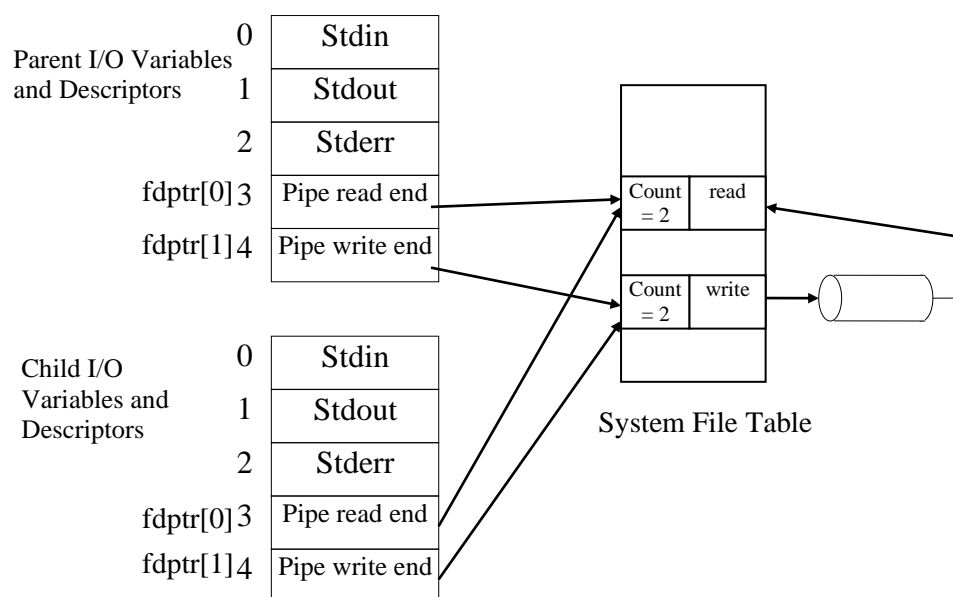 Parent I/O Variables
and Descriptors
0
Stdin
1
Stdout
2
Stderr
fdptr[0] 3
Pipe read end
fdptr[1] 4
Pipe write end
Count
= 2
read
Count
= 2
write
System File Table
Child I/O
Variables and
Descriptors
0
Stdin
1
Stdout
2
Stderr
fdptr[0] 3
Pipe read end
fdptr[1] 4
Pipe write end